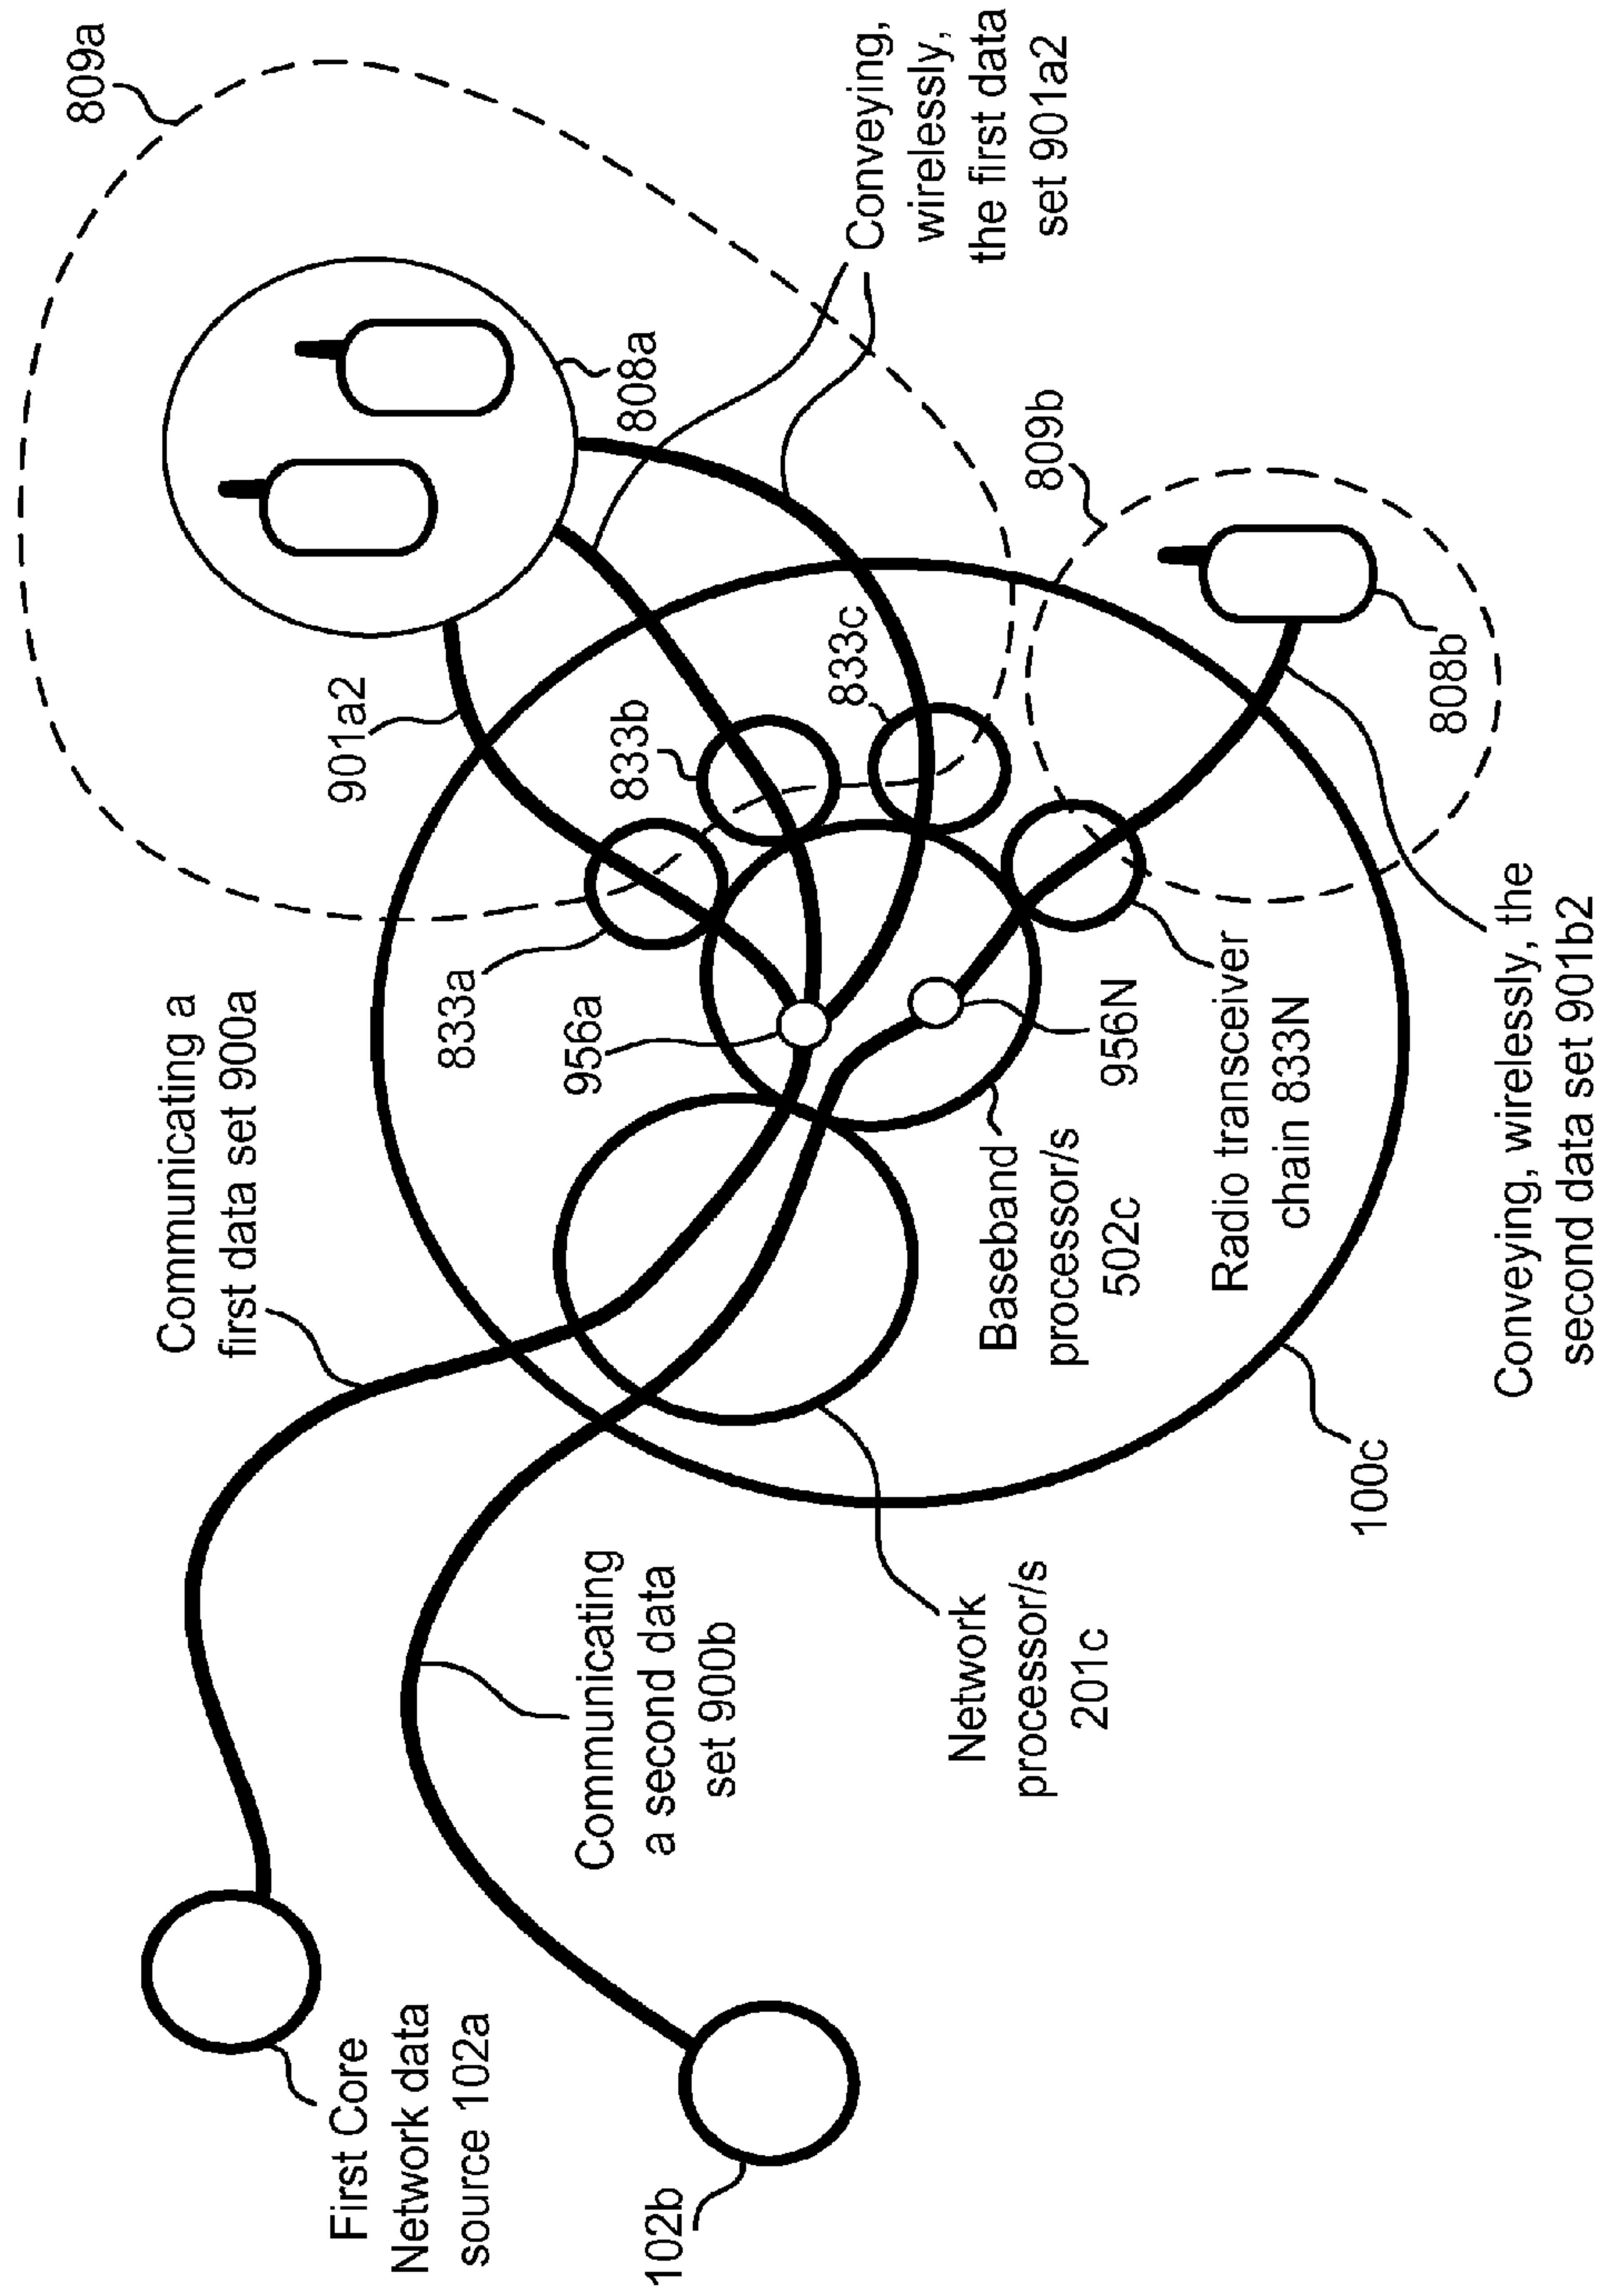 809a
Conveying,
wirelessly,
the first data
set 901a2
808a
809b
901a2
833b
833c
808b
Communicating a
first data set 900a
833a
956a
956N
Radio transceiver
chain 833N
Conveying, wirelessly, the
second data set 901b2
Baseband
processor/s
502c
100c
Communicating
a second data
set 900b
Network
processor/s
201c
First Core
Network data
source 102a
102b